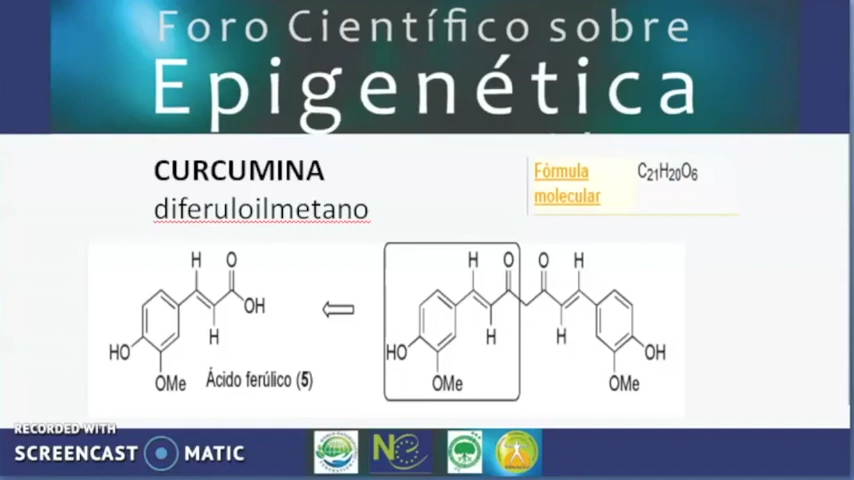 Foro Científico sobre
Epigenética
CURCUMINA
diferuloilmetano
Fórmula
molecular
C21H20O6
H O
OH
H
HO
OMe
Ácido ferúlico (5)
H O O H
H H
HO OH
OMe OMe
RECORDED WITH
SCREENCAST MATIC